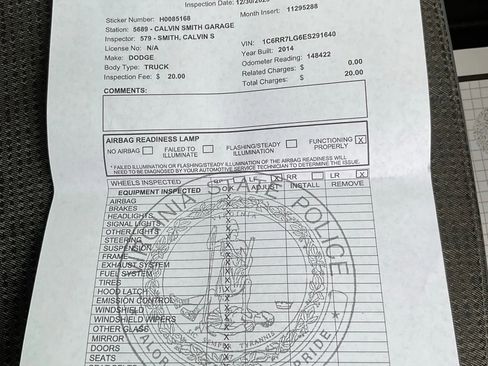 Inspection Date: 12/30/202
Sticker Number: H0085168 Month Insert: 11295288
Station: 5689 - CALVIN SMITH GARAGE
Inspector: 579 - SMITH, CALVIN S
License No: N/A VIN: 1C6RR7LG6ES291640
Make: DODGE Year Built: 2014
Body Type: TRUCK Odometer Reading: 148422
Inspection Fee: $ 20.00 Related Charges: $ 0.00
Total Charges: $ 20.00
COMMENTS:
AIRBAG READINESS LAMP
NO AIRBAG FAILED TO ILLUMINATE FLASHING/STEADY ILLUMINATION FUNCTIONING PROPERLY X
* FAILED ILLUMINATION OR FLASHING/STEADY ILLUMINATION OF THE AIRBAG READINESS WILL
NEED TO BE DIAGNOSED BY YOUR AUTOMOTIVE SERVICE TECHNICIAN TO DETERMINE THE ISSUE.
WHEELS INSPECTED RF LF X RR LR X
EQUIPMENT INSPECTED OK ADJUST INSTALL REMOVE
AIRBAG X
BRAKES X
HEADLIGHTS X
SIGNAL LIGHTS X
OTHER LIGHTS X
STEERING X
SUSPENSION X
FRAME X
EXHAUST SYSTEM X
FUEL SYSTEM X
TIRES X
HOOD LATCH X
EMISSION CONTROL X
WINDSHIELD X
WINDSHIELD WIPERS X
OTHER GLASS X
MIRROR X
DOORS X
SEATS X
VIRGINIA STATE POLICE
VALOR PRIDE
SEMPER TYRANNIS